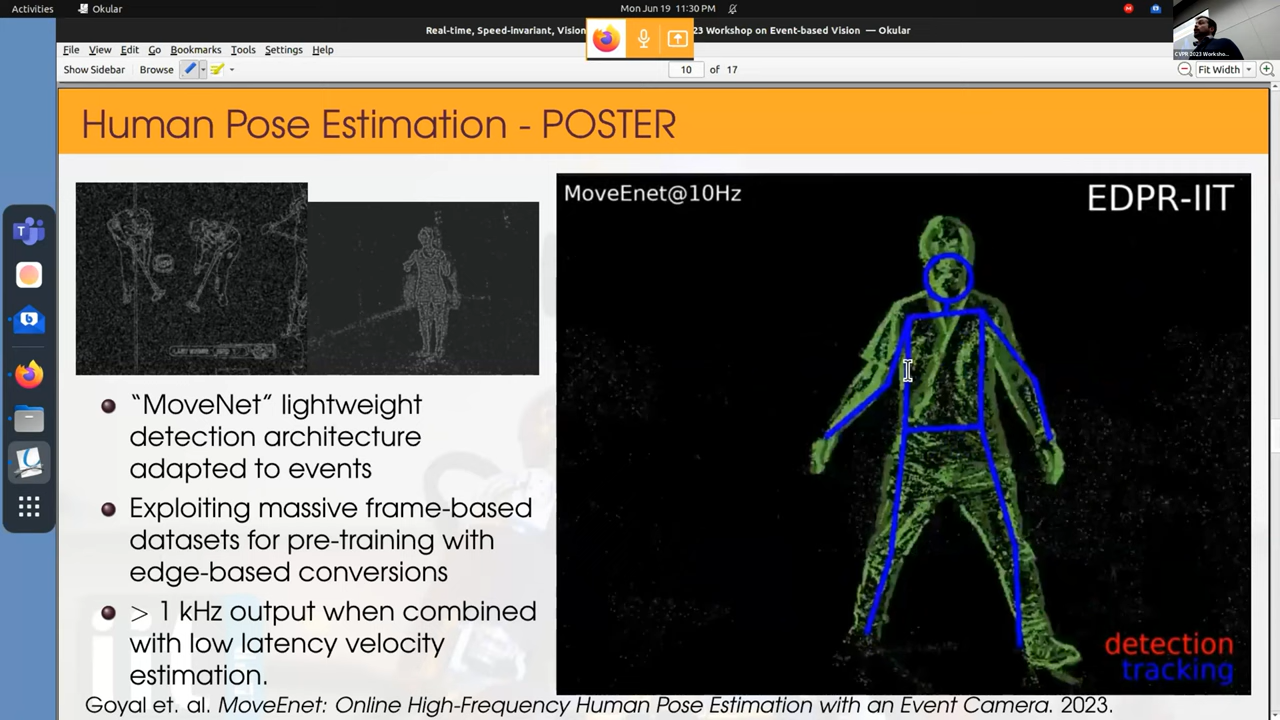 Activities
Okular
Mon Jun 19 11:30 PM
Real-time, Speed-invariant, Vision
23 Workshop on Event-based Vision — Okular
File View Edit Go Bookmarks Tools Settings Help
Show Sidebar Browse
10 of 17
Fit Width
CVPR 2023 Worksho...
Human Pose Estimation - POSTER
MoveEnet@10Hz
EDPR-IIT
“MoveNet” lightweight
detection architecture
adapted to events
Exploiting massive frame-based
datasets for pre-training with
edge-based conversions
> 1 kHz output when combined
with low latency velocity
estimation.
detection
tracking
Goyal et. al. MoveEnet: Online High-Frequency Human Pose Estimation with an Event Camera. 2023.